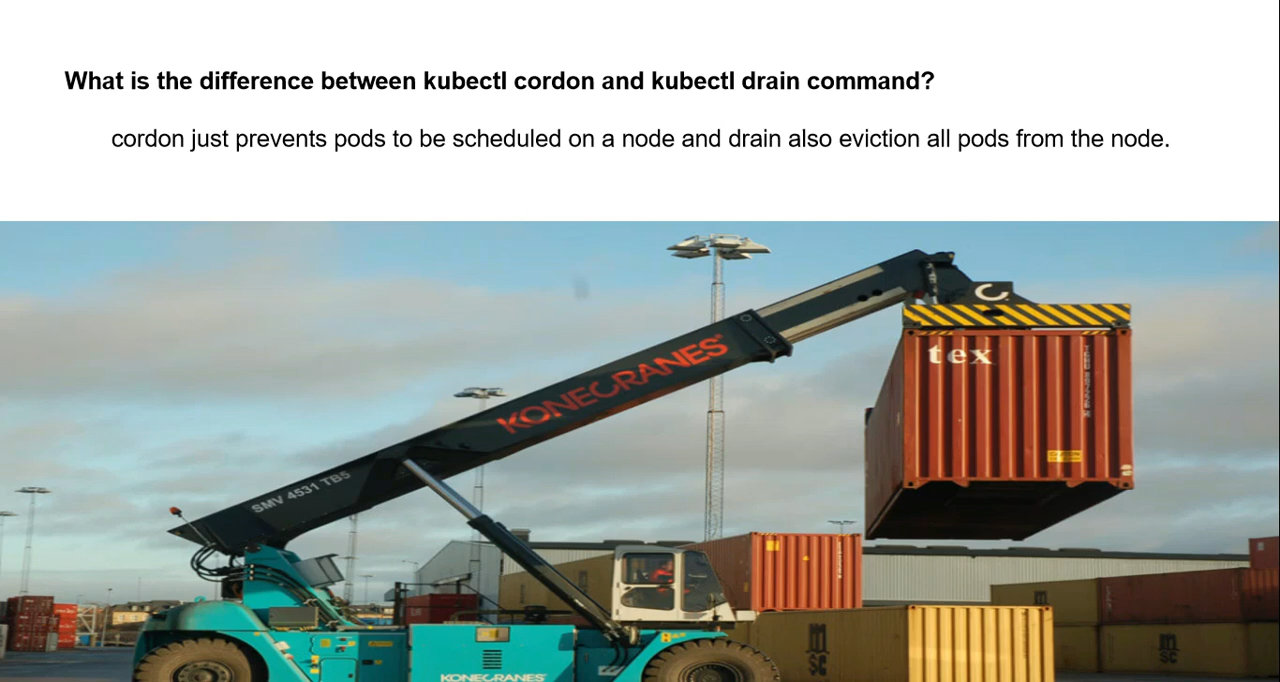 What is the difference between kubectl cordon and kubectl drain command?
cordon just prevents pods to be scheduled on a node and drain also eviction all pods from the node.
tex
KONECRANES
SMV 4531 TB5
KONECRANES